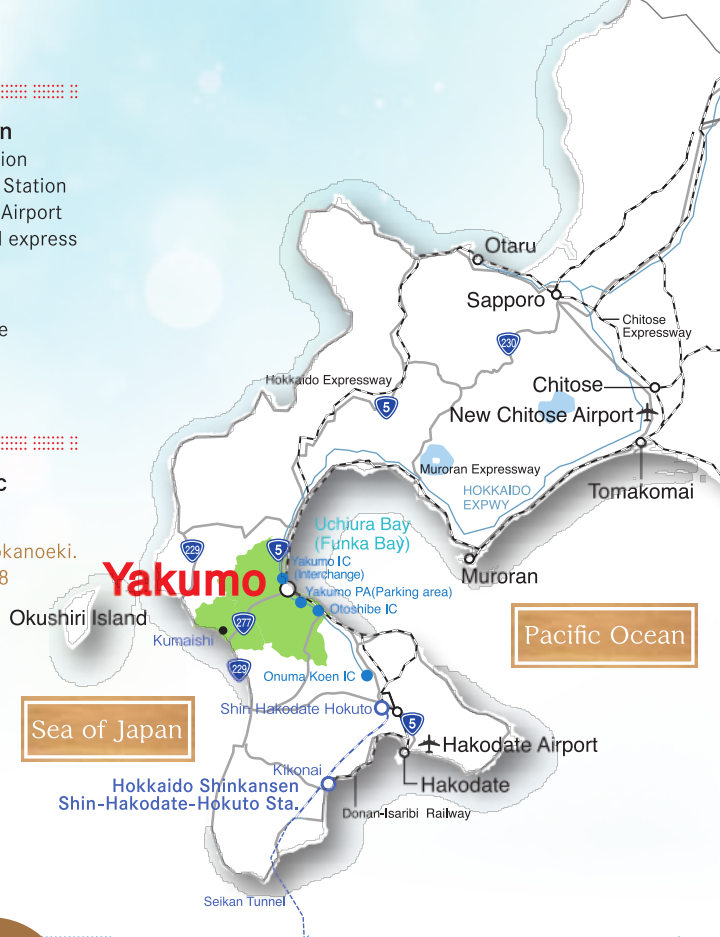 n
ion
Station
Airport
l express
e
c
okanoeki.
8
Otaru
Sapporo
Chitose
Expressway
230
Hokkaido Expressway
5
Chitose
New Chitose Airport
Muroran Expressway
HOKKAIDO
EXPWY
Tomakomai
Uchiura Bay
(Funka Bay)
229
5
Yakumo IC
(Interchange)
Yakumo
Muroran
Yakumo PA(Parking area)
Otoshibe IC
Okushiri Island
277
Kumaishi
Pacific Ocean
229
Onuma Koen IC
Shin Hakodate Hokuto
Sea of Japan
5
Hakodate Airport
Kikonai
Hokkaido Shinkansen
Shin-Hakodate-Hokuto Sta.
Hakodate
Donan-Isaribi Railway
Seikan Tunnel